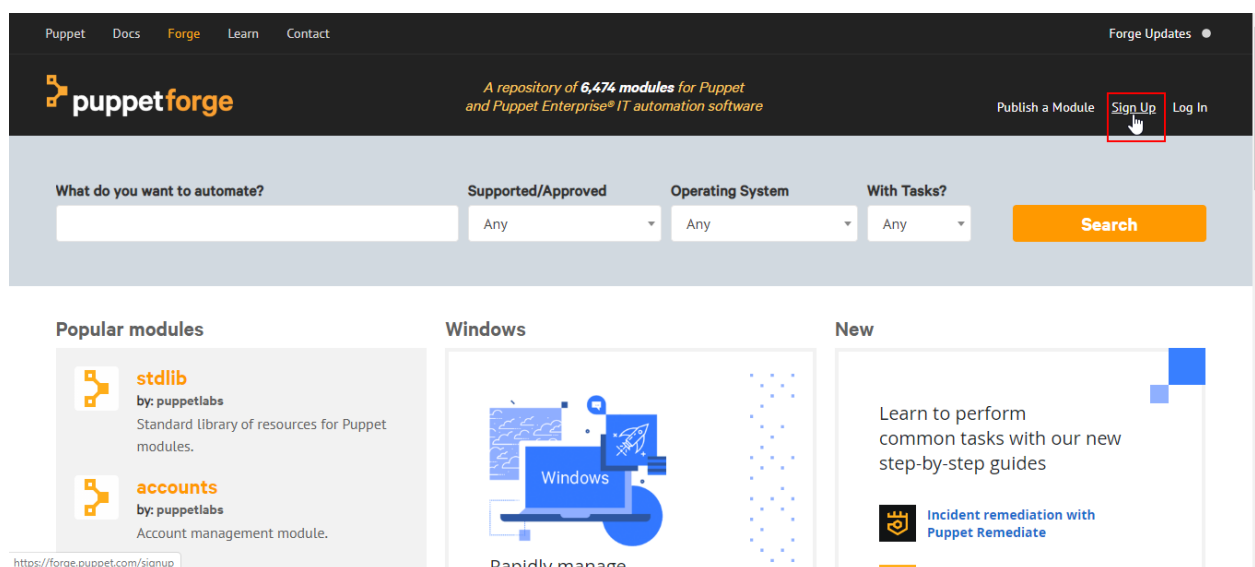 Puppet Docs Forge Learn Contact Forge Updates
puppetforge
A repository of 6,474 modules for Puppet
and Puppet Enterprise® IT automation software
Publish a Module Sign Up Log In
What do you want to automate? Supported/Approved Operating System With Tasks?
Any Any Any Search
Popular modules
stdlib
by: puppetlabs
Standard library of resources for Puppet
modules.
accounts
by: puppetlabs
Account management module.
Windows
Windows
Rapidly manage
New
Learn to perform
common tasks with our new
step-by-step guides
Incident remediation with
Puppet Remediate
https://forge.puppet.com/signup